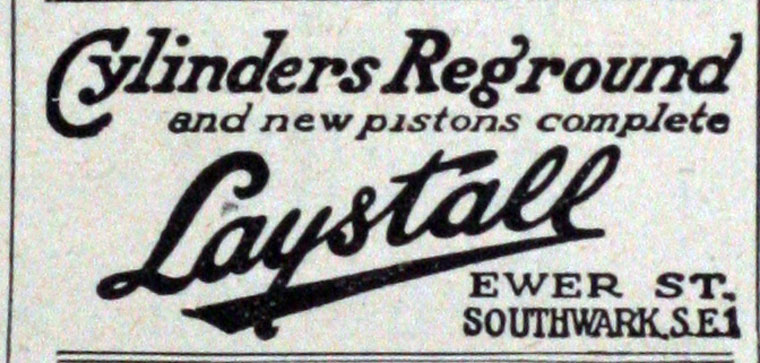 Cylinders Reground
and new pistons complete
Laystall
EWER ST.
SOUTHWARK, S.E.1